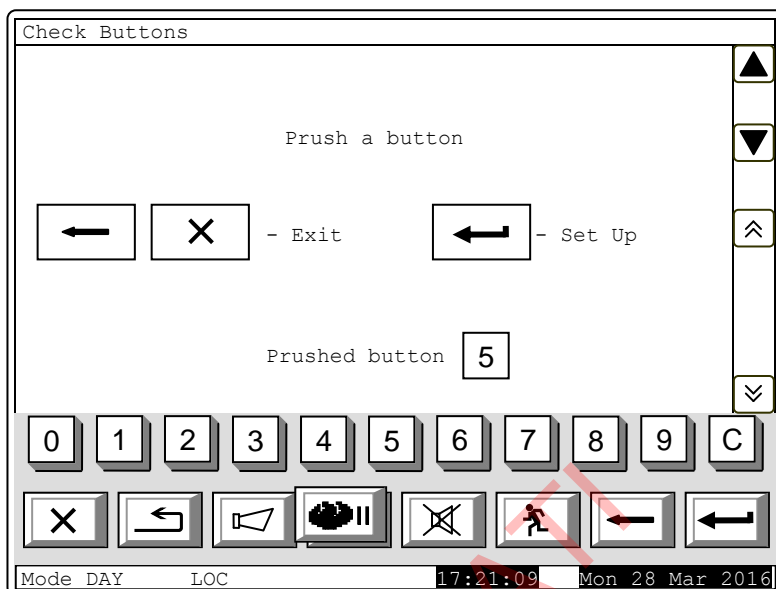 Check Buttons
Prush a button
- Exit
- Set Up
Prushed button 5
0 1 2 3 4 5 6 7 8 9 C
Mode DAY LOC 17:21:09 Mon 28 Mar 2016
ATI